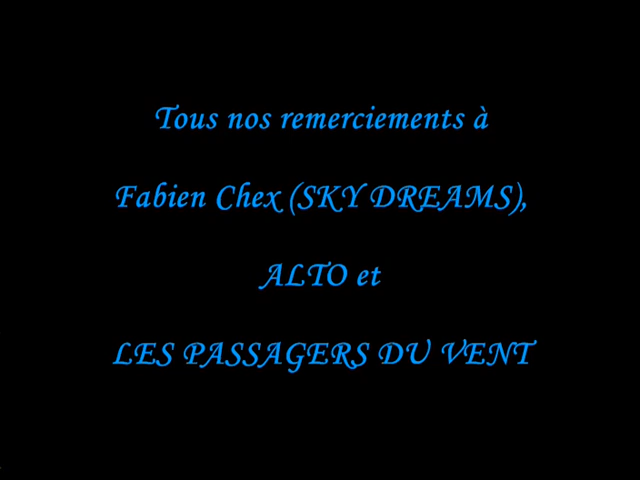 Tous nos remerciements à
Fabien Chex (SKY DREAMS),
ALTO et
LES PASSAGERS DU VENT